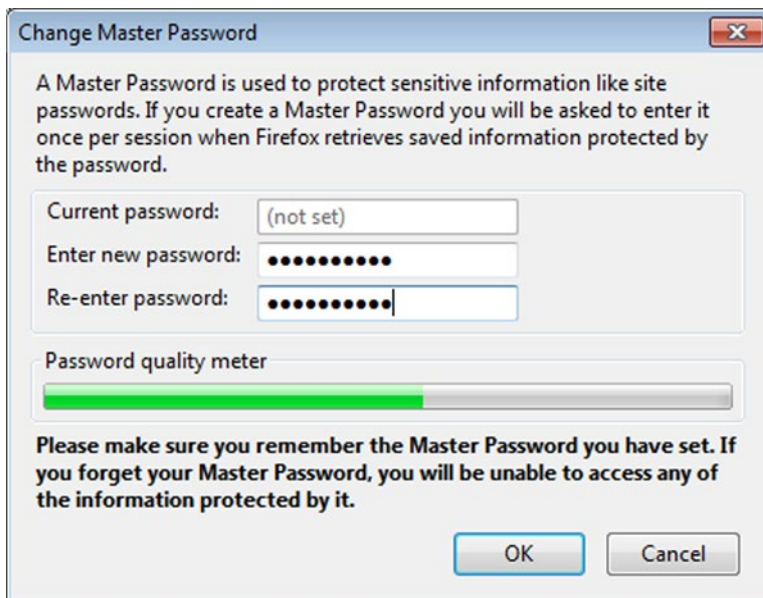 Change Master Password
A Master Password is used to protect sensitive information like site
passwords. If you create a Master Password you will be asked to enter it
once per session when Firefox retrieves saved information protected by
the password.
Current password: (not set)
Enter new password: ●●●●●●●●●●
Re-enter password: ●●●●●●●●●●
Password quality meter
Please make sure you remember the Master Password you have set. If
you forget your Master Password, you will be unable to access any of
the information protected by it.
OK Cancel